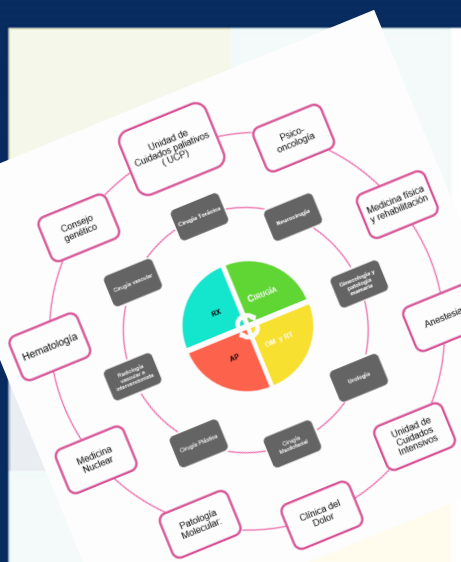 Unidad de
Cuidados paliativos
( UCP)
Psico-
oncología
Medicina física
y rehabilitación
Anestesia
Unidad de
Cuidados
Intensivos
Clínica del
Dolor
Patología
Molecular.
Medicina
Nuclear
Hematología
Consejo
genético
Cirugía Torácica
Neurocirugía
Ginecología y
patología
mamaria
Urología
Cirugía
Maxilofacial
Cirugía Plástica
Radiología
vascular e
intervencionista
Cirugía vascular
RX
CIRUGÍA
OM y RT
AP